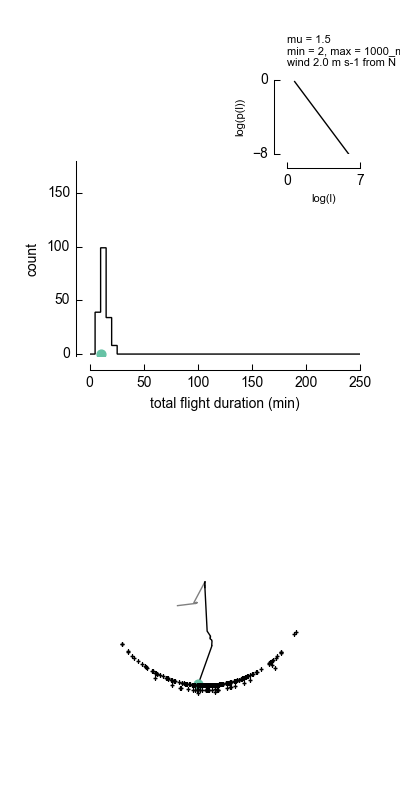 mu = 1.5
min = 2, max = 1000_m
wind 2.0 m s-1 from N
0
log(p(l))
−8
0 7
log(l)
150
100
count
50
0
0 50 100 150 200 250
total flight duration (min)